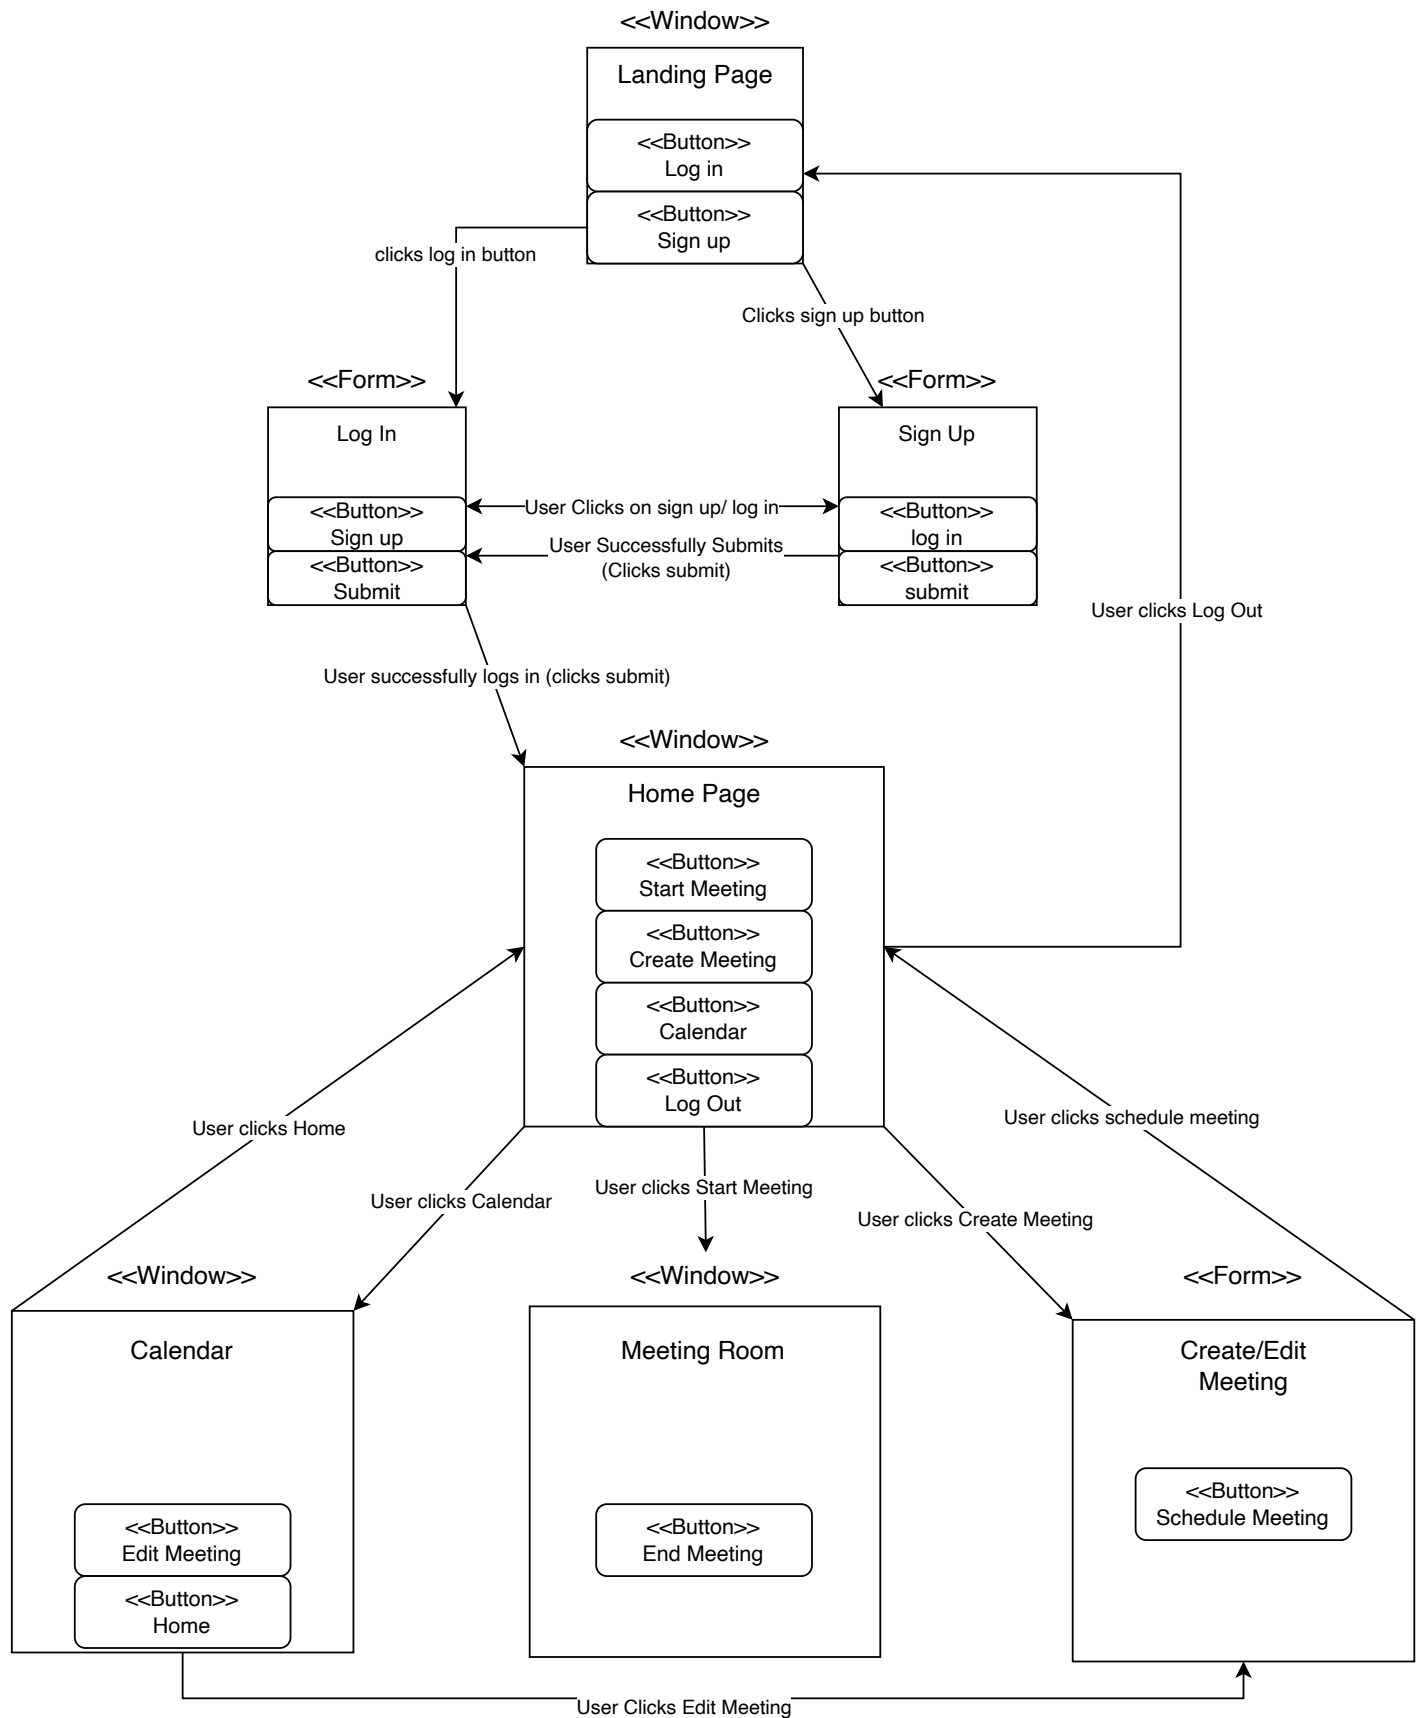 <<Window>>
Landing Page
<<Button>>
Log in
<<Button>>
Sign up
clicks log in button
Clicks sign up button
<<Form>>
<<Form>>
Log In
Sign Up
<<Button>>
Sign up
User Clicks on sign up/ log in
<<Button>>
log in
<<Button>>
Submit
User Successfully Submits
(Clicks submit)
<<Button>>
submit
User clicks Log Out
User successfully logs in (clicks submit)
<<Window>>
Home Page
<<Button>>
Start Meeting
<<Button>>
Create Meeting
<<Button>>
Calendar
<<Button>>
Log Out
User clicks Home
User clicks schedule meeting
User clicks Calendar
User clicks Start Meeting
User clicks Create Meeting
<<Window>>
<<Window>>
<<Form>>
Calendar
Meeting Room
Create/Edit
Meeting
<<Button>>
Edit Meeting
<<Button>>
Home
<<Button>>
End Meeting
<<Button>>
Schedule Meeting
User Clicks Edit Meeting